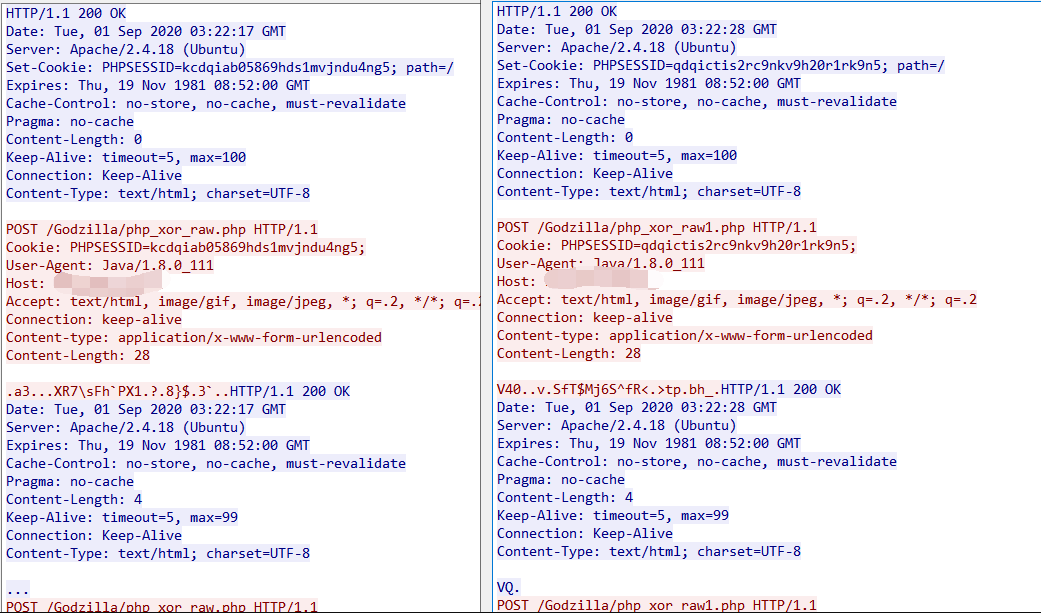 HTTP/1.1 200 OK
Date: Tue, 01 Sep 2020 03:22:17 GMT
Server: Apache/2.4.18 (Ubuntu)
Set-Cookie: PHPSESSID=kcdqiab05869hds1mvjndu4ng5; path=/
Expires: Thu, 19 Nov 1981 08:52:00 GMT
Cache-Control: no-store, no-cache, must-revalidate
Pragma: no-cache
Content-Length: 0
Keep-Alive: timeout=5, max=100
Connection: Keep-Alive
Content-Type: text/html; charset=UTF-8
POST /Godzilla/php_xor_raw.php HTTP/1.1
Cookie: PHPSESSID=kcdqiab05869hds1mvjndu4ng5;
User-Agent: Java/1.8.0_111
Host:
Accept: text/html, image/gif, image/jpeg, *; q=.2, */*; q=.2
Connection: keep-alive
Content-type: application/x-www-form-urlencoded
Content-Length: 28
.a3...XR7\sFh`PX1.?.8}$.3`..HTTP/1.1 200 OK
Date: Tue, 01 Sep 2020 03:22:17 GMT
Server: Apache/2.4.18 (Ubuntu)
Expires: Thu, 19 Nov 1981 08:52:00 GMT
Cache-Control: no-store, no-cache, must-revalidate
Pragma: no-cache
Content-Length: 4
Keep-Alive: timeout=5, max=99
Connection: Keep-Alive
Content-Type: text/html; charset=UTF-8
...
POST /Godzilla/php_xor_raw.php HTTP/1.1
HTTP/1.1 200 OK
Date: Tue, 01 Sep 2020 03:22:28 GMT
Server: Apache/2.4.18 (Ubuntu)
Set-Cookie: PHPSESSID=qdqictis2rc9nkv9h20r1rk9n5; path=/
Expires: Thu, 19 Nov 1981 08:52:00 GMT
Cache-Control: no-store, no-cache, must-revalidate
Pragma: no-cache
Content-Length: 0
Keep-Alive: timeout=5, max=100
Connection: Keep-Alive
Content-Type: text/html; charset=UTF-8
POST /Godzilla/php_xor_raw1.php HTTP/1.1
Cookie: PHPSESSID=qdqictis2rc9nkv9h20r1rk9n5;
User-Agent: Java/1.8.0_111
Host:
Accept: text/html, image/gif, image/jpeg, *; q=.2, */*; q=.2
Connection: keep-alive
Content-type: application/x-www-form-urlencoded
Content-Length: 28
V40..v.SfT$Mj6S^fR<.>tp.bh_.HTTP/1.1 200 OK
Date: Tue, 01 Sep 2020 03:22:28 GMT
Server: Apache/2.4.18 (Ubuntu)
Expires: Thu, 19 Nov 1981 08:52:00 GMT
Cache-Control: no-store, no-cache, must-revalidate
Pragma: no-cache
Content-Length: 4
Keep-Alive: timeout=5, max=99
Connection: Keep-Alive
Content-Type: text/html; charset=UTF-8
VQ.
POST /Godzilla/php_xor_raw1.php HTTP/1.1